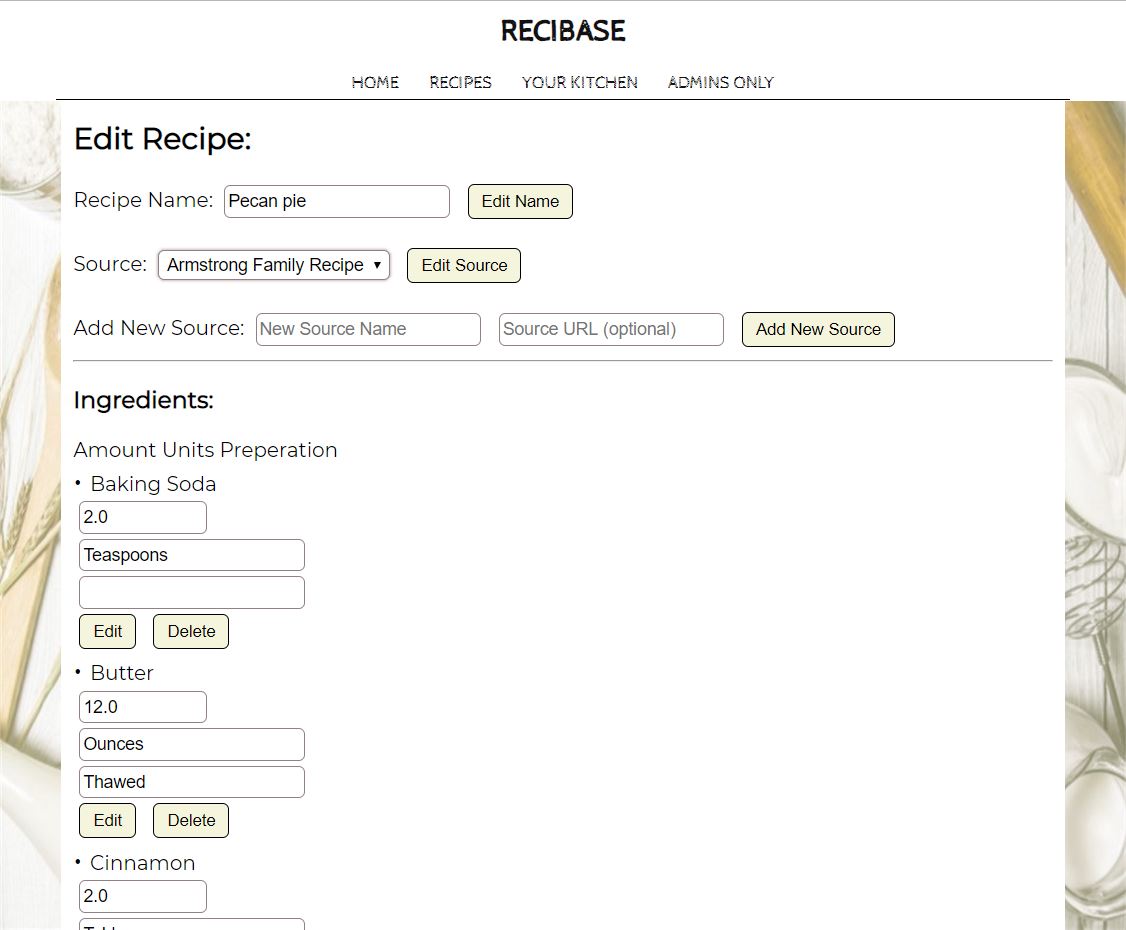 RECIBASE
HOME RECIPES YOUR KITCHEN ADMINS ONLY
Edit Recipe:
Recipe Name: Pecan pie Edit Name
Source: Armstrong Family Recipe ▾ Edit Source
Add New Source: New Source Name Source URL (optional) Add New Source
Ingredients:
Amount Units Preperation
• Baking Soda
2.0
Teaspoons
Edit Delete
• Butter
12.0
Ounces
Thawed
Edit Delete
• Cinnamon
2.0